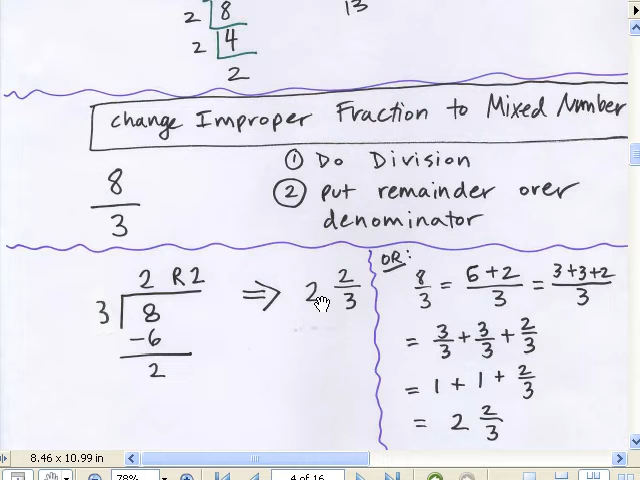 2 8 13
2 4
2
change Improper Fraction to Mixed Number
8/3
① Do Division
② put remainder over
denominator
2 R2
3 8 ⇒ 2 2/3
-6
2
OR:
8/3 = 6+2/3 = 3+3+2/3
= 3/3 + 3/3 + 2/3
= 1 + 1 + 2/3
= 2 2/3
8.46 x 10.99 in
78% 4 of 16